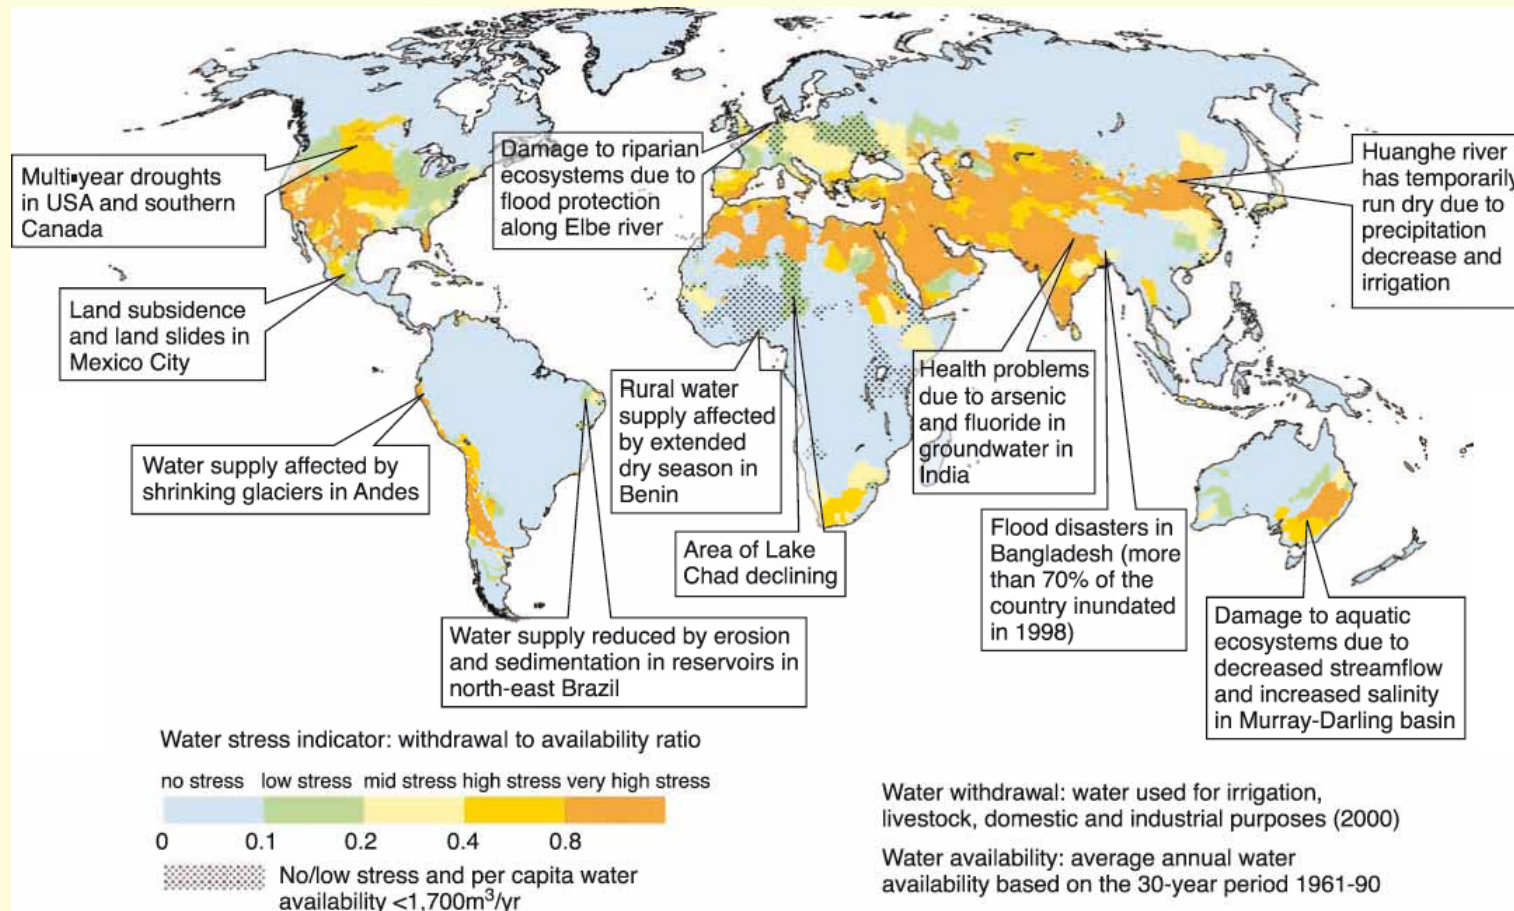 Multi-year droughts
in USA and southern
Canada
Damage to riparian
ecosystems due to
flood protection
along Elbe river
Huanghe river
has temporarily
run dry due to
precipitation
decrease and
irrigation
Land subsidence
and land slides in
Mexico City
Rural water
supply affected
by extended
dry season in
Benin
Health problems
due to arsenic
and fluoride in
groundwater in
India
Water supply affected by
shrinking glaciers in Andes
Area of Lake
Chad declining
Flood disasters in
Bangladesh (more
than 70% of the
country inundated
in 1998)
Water supply reduced by erosion
and sedimentation in reservoirs in
north-east Brazil
Damage to aquatic
ecosystems due to
decreased streamflow
and increased salinity
in Murray-Darling basin
Water stress indicator: withdrawal to availability ratio
no stress low stress mid stress high stress very high stress
0 0.1 0.2 0.4 0.8
No/low stress and per capita water
availability <1,700m³/yr
Water withdrawal: water used for irrigation,
livestock, domestic and industrial purposes (2000)
Water availability: average annual water
availability based on the 30-year period 1961-90